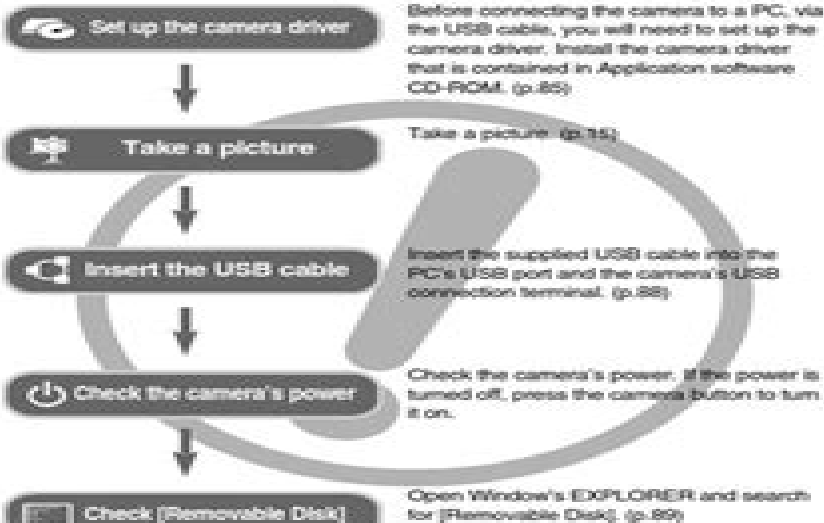 Set up the camera driver
Before connecting the camera to a PC, via
the USB cable, you will need to set up the
camera driver. Install the camera driver
that is contained in Application software
CD-ROM. (p.85)
Take a picture
Take a picture. (p.15)
Insert the USB cable
Insert the supplied USB cable into the
PC's USB port and the camera's USB
connection terminal. (p.88)
Check the camera's power
Check the camera's power. If the power is
turned off, press the camera button to turn
it on.
Check [Removable Disk]
Open Window's EXPLORER and search
for [Removable Disk]. (p.89)